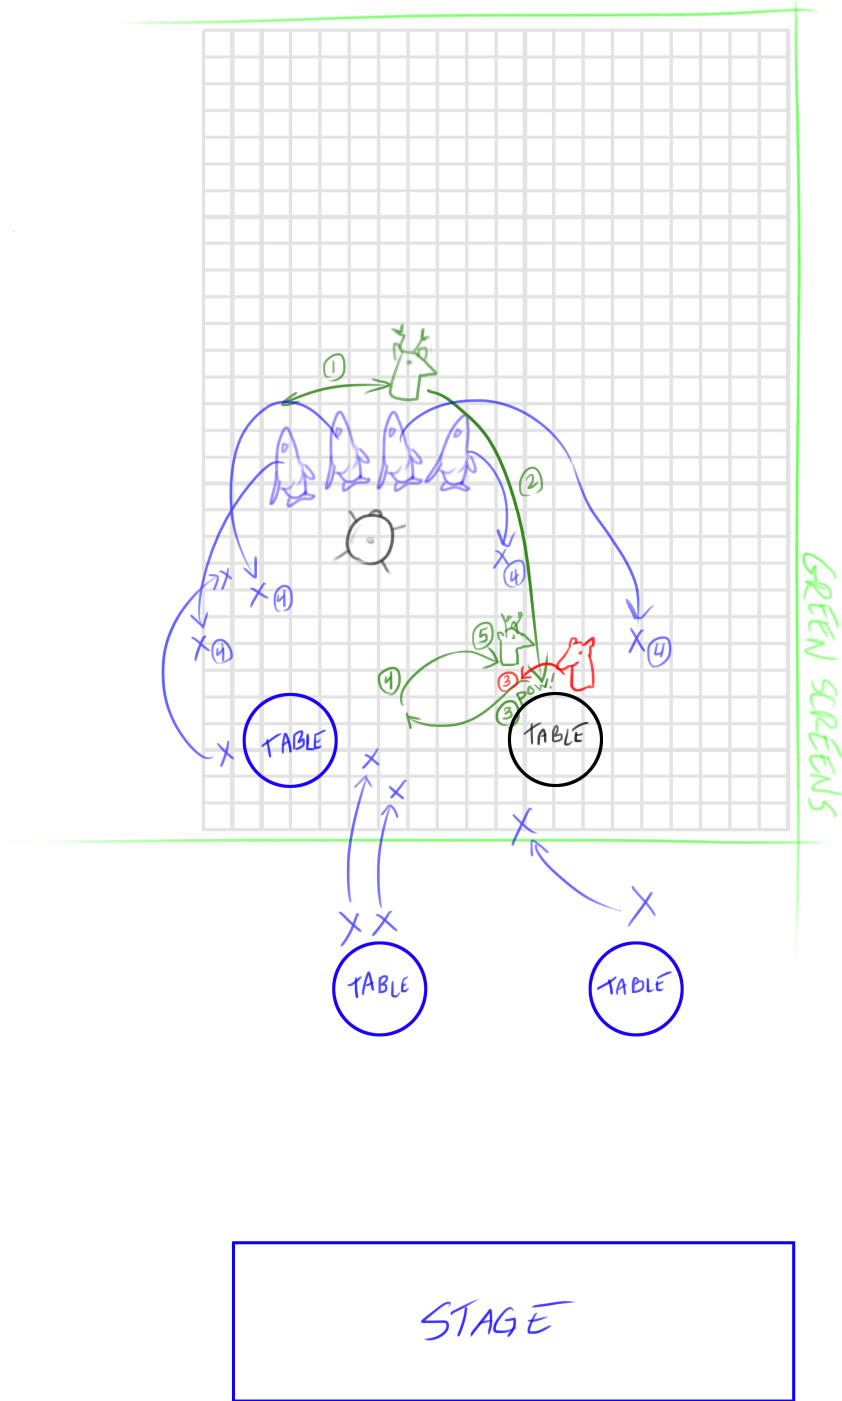 ①
②
GREEN SCREENS
④
④
⑤
④
④
④
③
POW!
③
TABLE
TABLE
TABLE
TABLE
STAGE